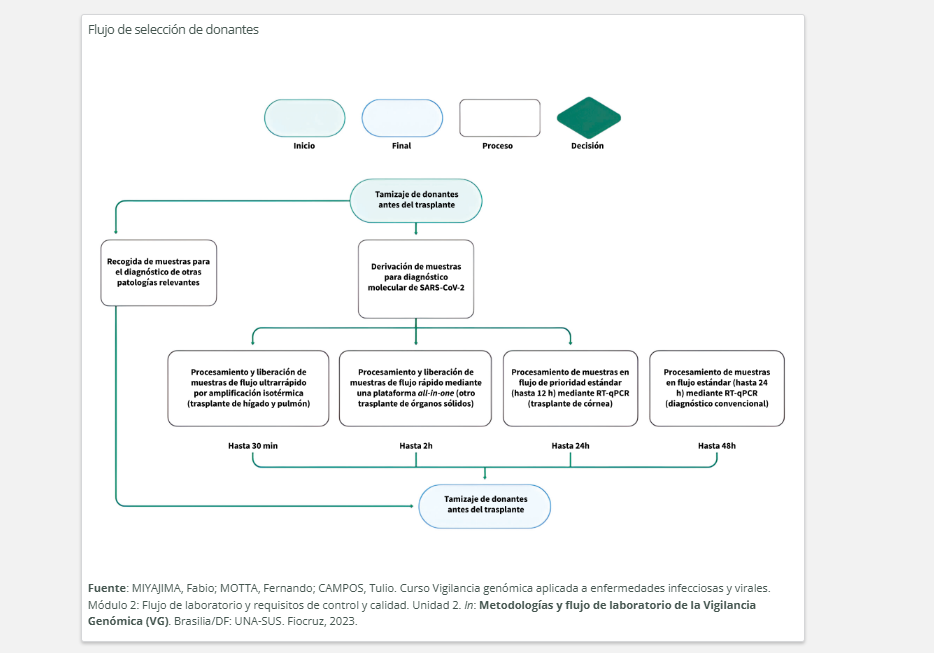 Flujo de selección de donantes
Inicio
Final
Proceso
Decisión
Tamizaje de donantes
antes del trasplante
Recogida de muestras para
el diagnóstico de otras
patologías relevantes
Derivación de muestras
para diagnóstico
molecular de SARS-CoV-2
Procesamiento y liberación de
muestras de flujo ultrarrápido
por amplificación isotérmica
(trasplante de hígado y pulmón)
Procesamiento y liberación de
muestras de flujo rápido mediante
una plataforma all-in-one (otro
trasplante de órganos sólidos)
Procesamiento de muestras en
flujo de prioridad estándar
(hasta 12 h) mediante RT-qPCR
(trasplante de córnea)
Procesamiento de muestras
en flujo estándar (hasta 24
h) mediante RT-qPCR
(diagnóstico convencional)
Hasta 30 min
Hasta 2h
Hasta 24h
Hasta 48h
Tamizaje de donantes
antes del trasplante
Fuente: MIYAJIMA, Fabio; MOTTA, Fernando; CAMPOS, Tulio. Curso Vigilancia genómica aplicada a enfermedades infecciosas y virales.
Módulo 2: Flujo de laboratorio y requisitos de control y calidad. Unidad 2. In: Metodologías y flujo de laboratorio de la Vigilancia
Genómica (VG). Brasilia/DF: UNA-SUS. Fiocruz, 2023.